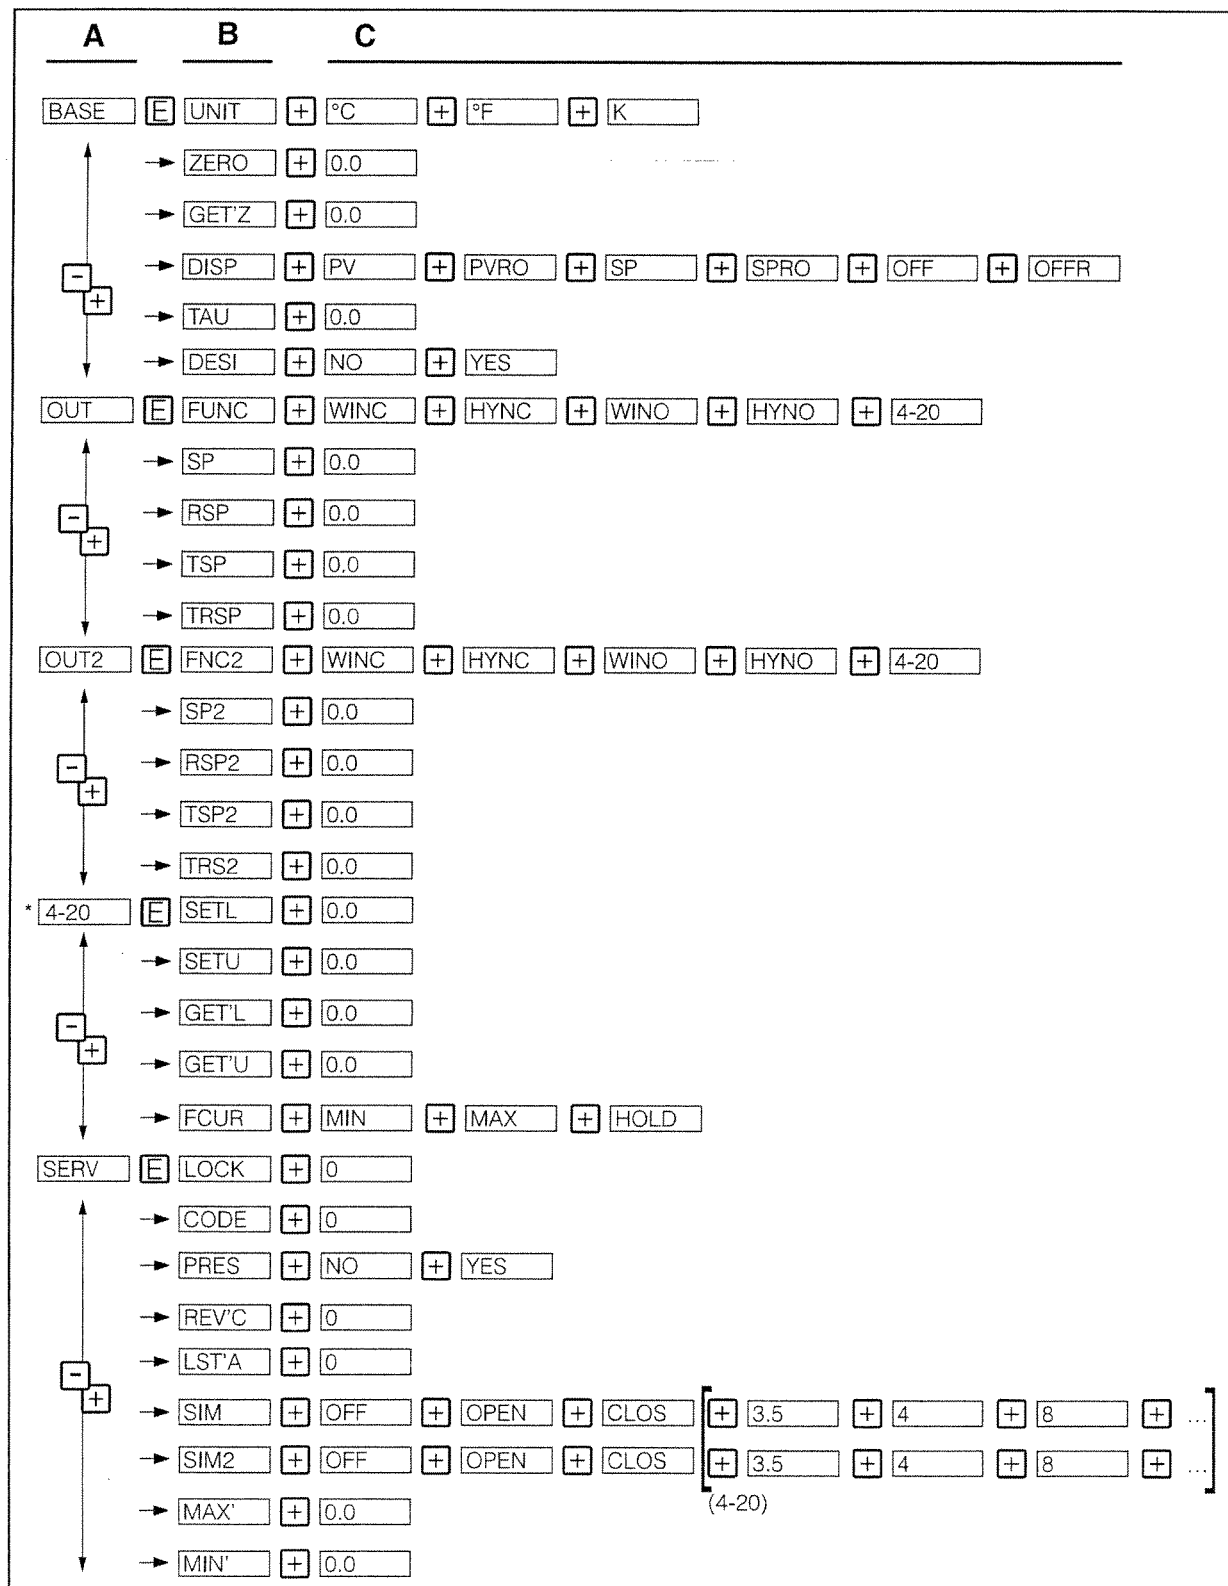 A B C
BASE E UNIT + °C + °F + K
ZERO + 0.0
GET'Z + 0.0
DISP + PV + PVRO + SP + SPRO + OFF + OFFR
- +
TAU + 0.0
DESI + NO + YES
OUT E FUNC + WINC + HYNC + WINO + HYNO + 4-20
SP + 0.0
RSP + 0.0
- +
TSP + 0.0
TRSP + 0.0
OUT2 E FNC2 + WINC + HYNC + WINO + HYNO + 4-20
SP2 + 0.0
RSP2 + 0.0
- +
TSP2 + 0.0
TRS2 + 0.0
* 4-20 E SETL + 0.0
SETU + 0.0
GET'L + 0.0
- +
GET'U + 0.0
FCUR + MIN + MAX + HOLD
SERV E LOCK + 0
CODE + 0
PRES + NO + YES
REV'C + 0
LST'A + 0
- +
SIM + OFF + OPEN + CLOS [ + 3.5 + 4 + 8 + ... ]
SIM2 + OFF + OPEN + CLOS [ + 3.5 + 4 + 8 + ... ]
(4-20)
MAX' + 0.0
MIN' + 0.0